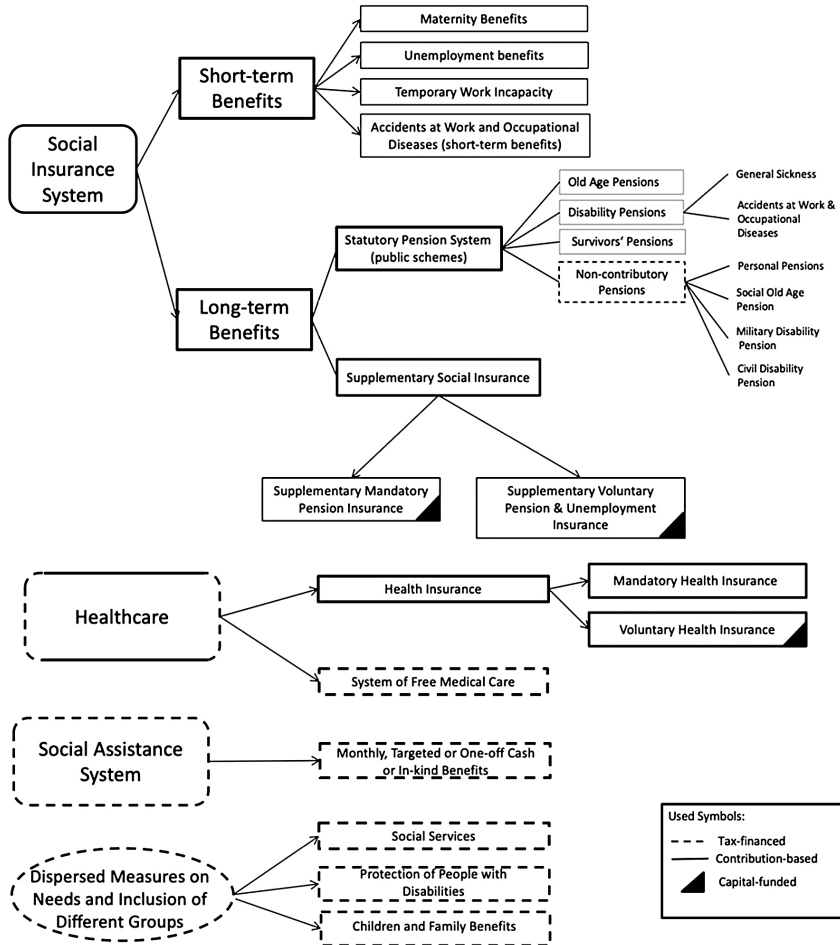 Maternity Benefits
Unemployment benefits
Short-term
Benefits
Temporary Work Incapacity
Accidents at Work and Occupational
Diseases (short-term benefits)
Social
Insurance
System
Old Age Pensions
General Sickness
Disability Pensions
Accidents at Work &
Occupational
Diseases
Statutory Pension System
(public schemes)
Survivors' Pensions
Non-contributory
Pensions
Personal Pensions
Social Old Age
Pension
Military Disability
Pension
Civil Disability
Pension
Long-term
Benefits
Supplementary Social Insurance
Supplementary Mandatory
Pension Insurance
Supplementary Voluntary
Pension & Unemployment
Insurance
Healthcare
Health Insurance
Mandatory Health Insurance
Voluntary Health Insurance
System of Free Medical Care
Social Assistance
System
Monthly, Targeted or One-off Cash
or In-kind Benefits
Dispersed Measures on
Needs and Inclusion of
Different Groups
Social Services
Protection of People with
Disabilities
Children and Family Benefits
Used Symbols:
Tax-financed
Contribution-based
Capital-funded